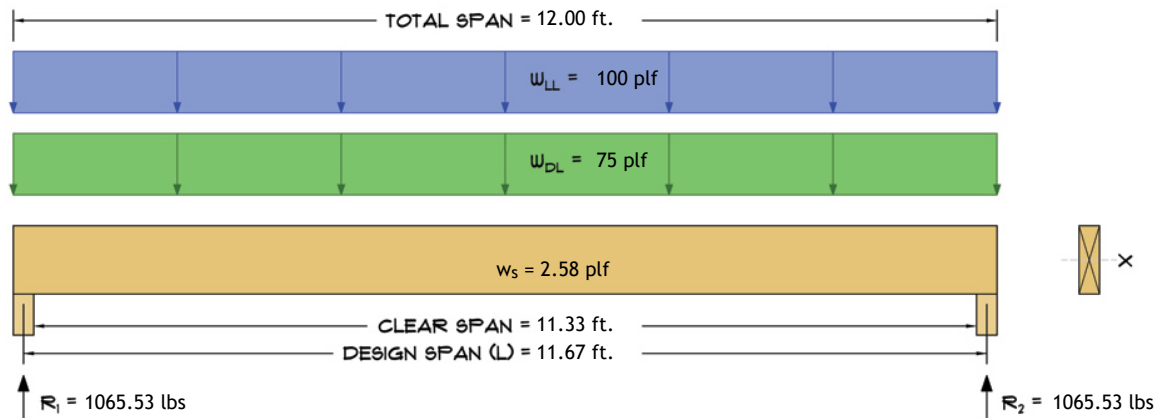 TOTAL SPAN = 12.00 ft.
WLL = 100 plf
WDL = 75 plf
ws = 2.58 plf
X
CLEAR SPAN = 11.33 ft.
DESIGN SPAN (L) = 11.67 ft.
R1 = 1065.53 lbs
R2 = 1065.53 lbs